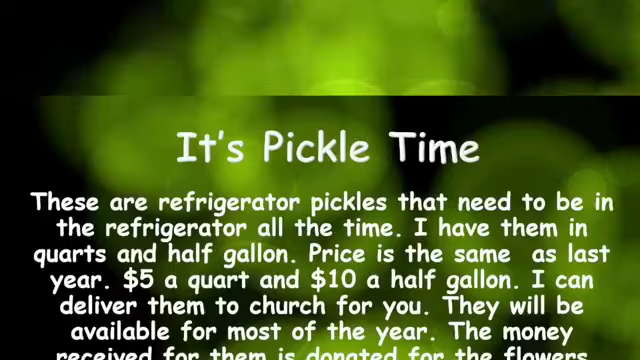 It's Pickle Time
These are refrigerator pickles that need to be in
the refrigerator all the time. I have them in
quarts and half gallon. Price is the same as last
year. $5 a quart and $10 a half gallon. I can
deliver them to church for you. They will be
available for most of the year. The money
received for them is donated for the flowers